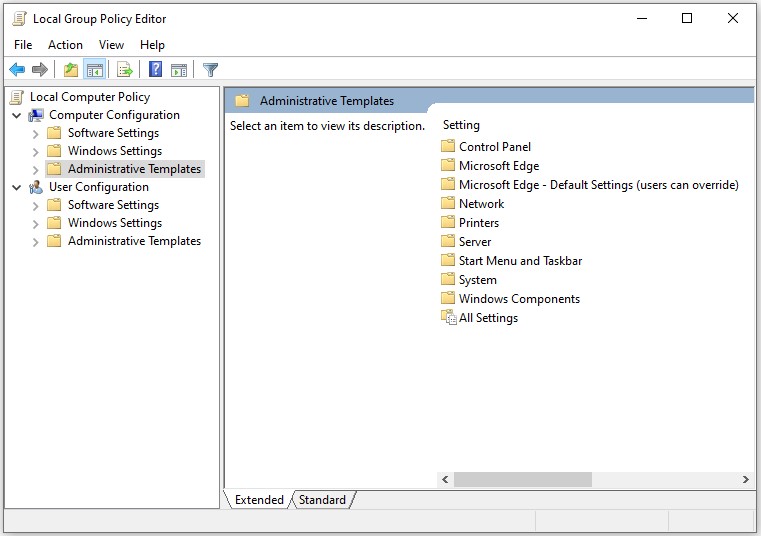 Local Group Policy Editor
File Action View Help
Local Computer Policy
Computer Configuration
Software Settings
Windows Settings
Administrative Templates
User Configuration
Software Settings
Windows Settings
Administrative Templates
Administrative Templates
Select an item to view its description.
Setting
Control Panel
Microsoft Edge
Microsoft Edge - Default Settings (users can override)
Network
Printers
Server
Start Menu and Taskbar
System
Windows Components
All Settings
Extended Standard